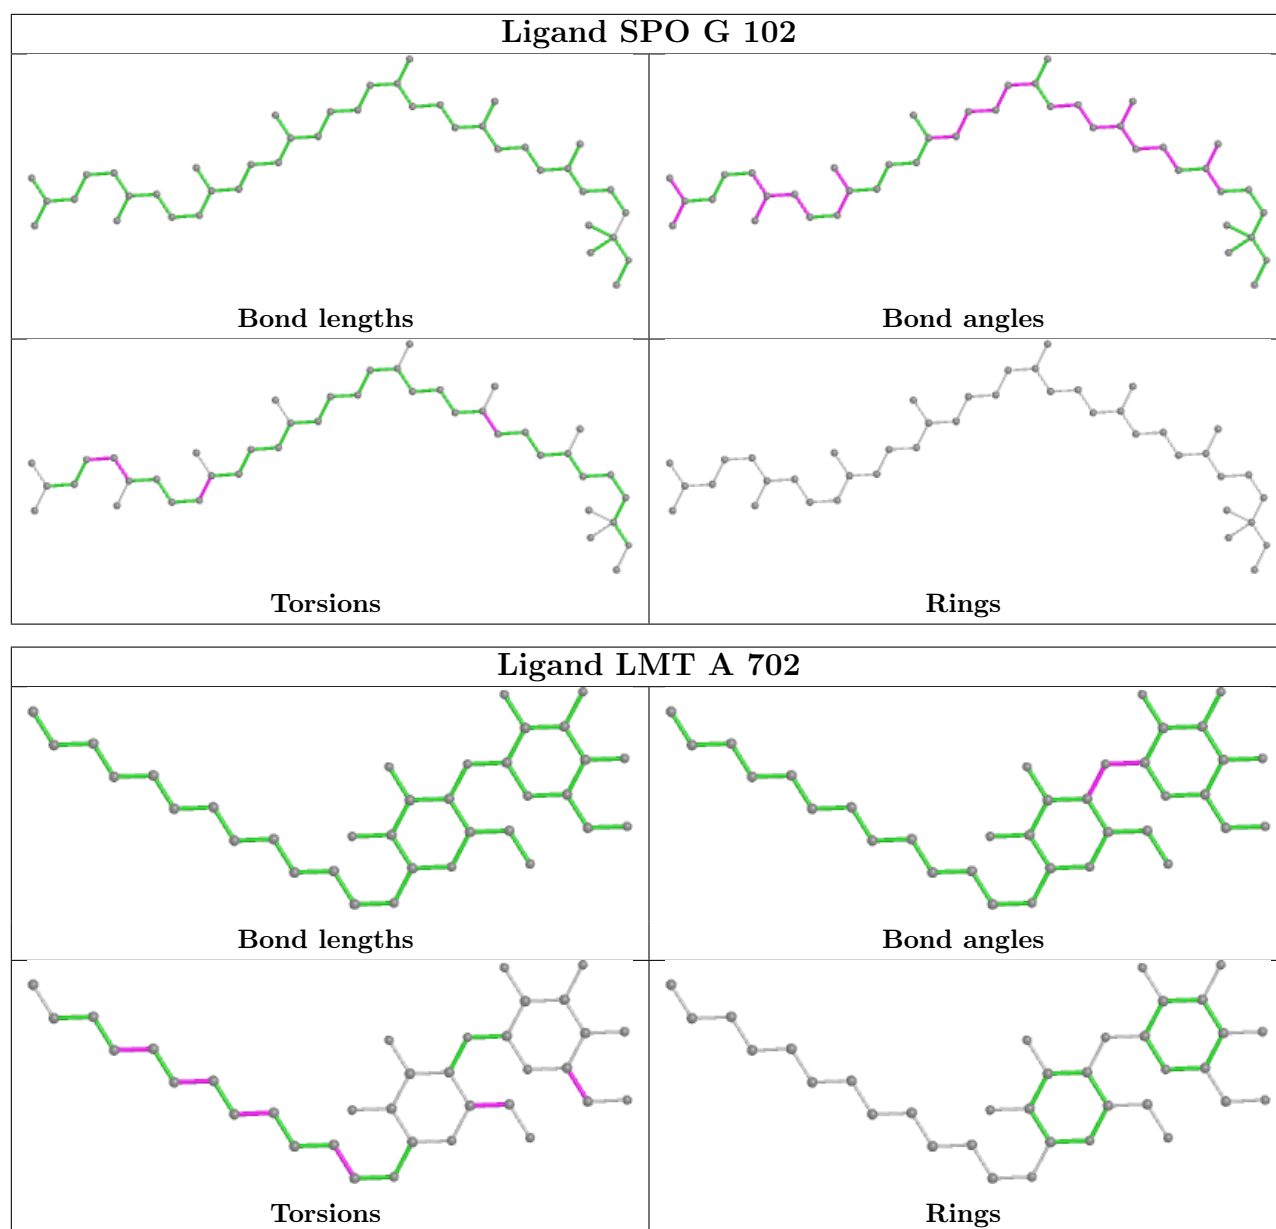 Ligand SPO G 102
Bond lengths
Bond angles
Torsions
Rings
Ligand LMT A 702
Bond lengths
Bond angles
Torsions
Rings